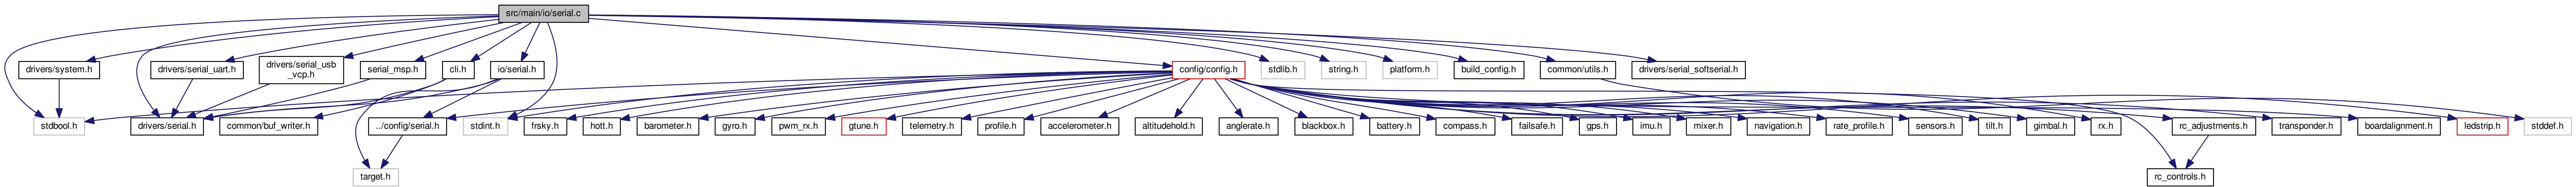 src/main/io/serial.c
drivers/system.h
drivers/serial_uart.h
drivers/serial_usb
_vcp.h
serial_msp.h
cli.h
io/serial.h
config/config.h
stdlib.h
string.h
platform.h
build_config.h
common/utils.h
drivers/serial_softserial.h
stdbool.h
drivers/serial.h
common/buf_writer.h
../config/serial.h
stdint.h
frsky.h
hott.h
barometer.h
gyro.h
pwm_rx.h
gtune.h
telemetry.h
profile.h
accelerometer.h
altitudehold.h
anglerate.h
blackbox.h
battery.h
compass.h
failsafe.h
gps.h
imu.h
mixer.h
navigation.h
rate_profile.h
sensors.h
tilt.h
gimbal.h
rx.h
rc_adjustments.h
transponder.h
boardalignment.h
ledstrip.h
stddef.h
target.h
rc_controls.h